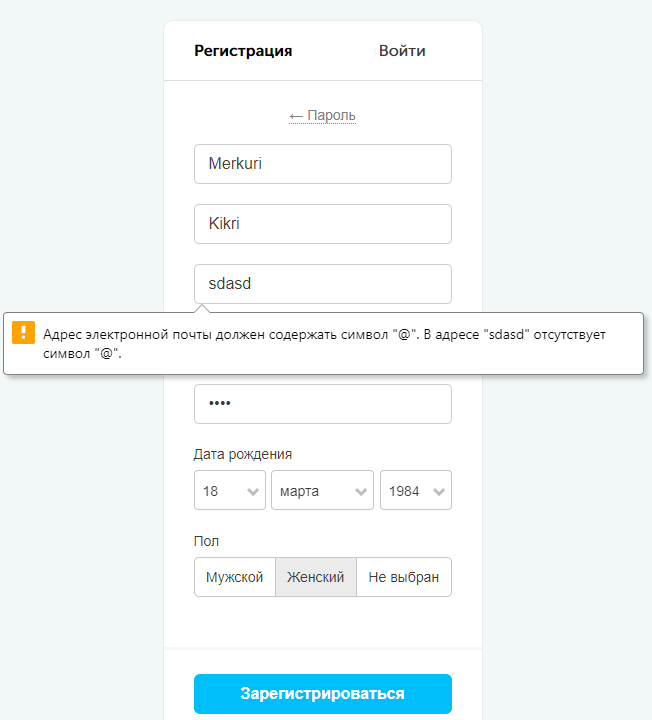 Регистрация Войти
← Пароль
Merkuri
Kikri
sdasd
Адрес электронной почты должен содержать символ "@". В адресе "sdasd" отсутствует
символ "@".
••••
Дата рождения
18 марта 1984
Пол
Мужской Женский Не выбран
Зарегистрироваться